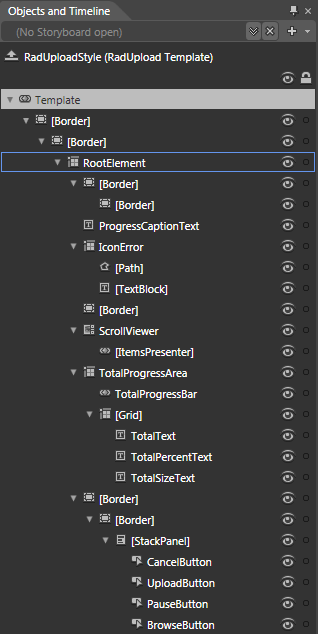 Objects and Timeline
(No Storyboard open)
RadUploadStyle (RadUpload Template)
Template
[Border]
[Border]
RootElement
[Border]
[Border]
ProgressCaptionText
IconError
[Path]
[TextBlock]
[Border]
ScrollViewer
[ItemsPresenter]
TotalProgressArea
TotalProgressBar
[Grid]
TotalText
TotalPercentText
TotalSizeText
[Border]
[Border]
[StackPanel]
CancelButton
UploadButton
PauseButton
BrowseButton